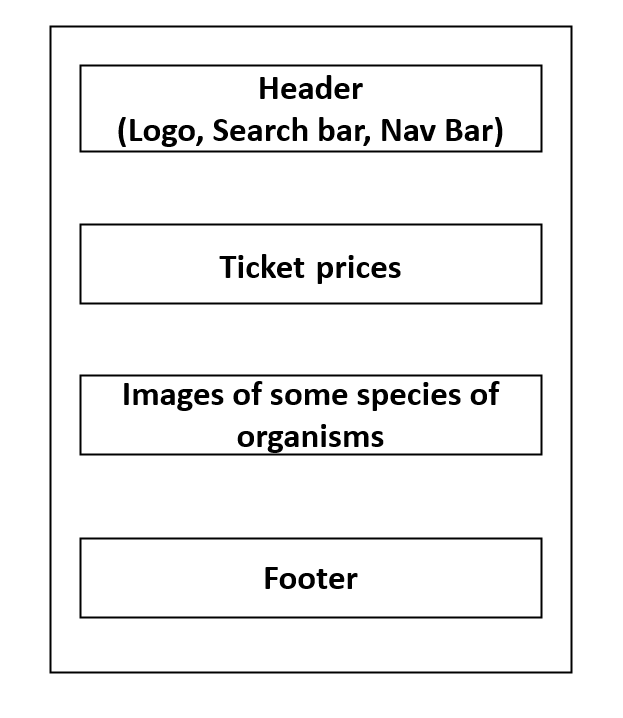 Header
(Logo, Search bar, Nav Bar)
Ticket prices
Images of some species of
organisms
Footer